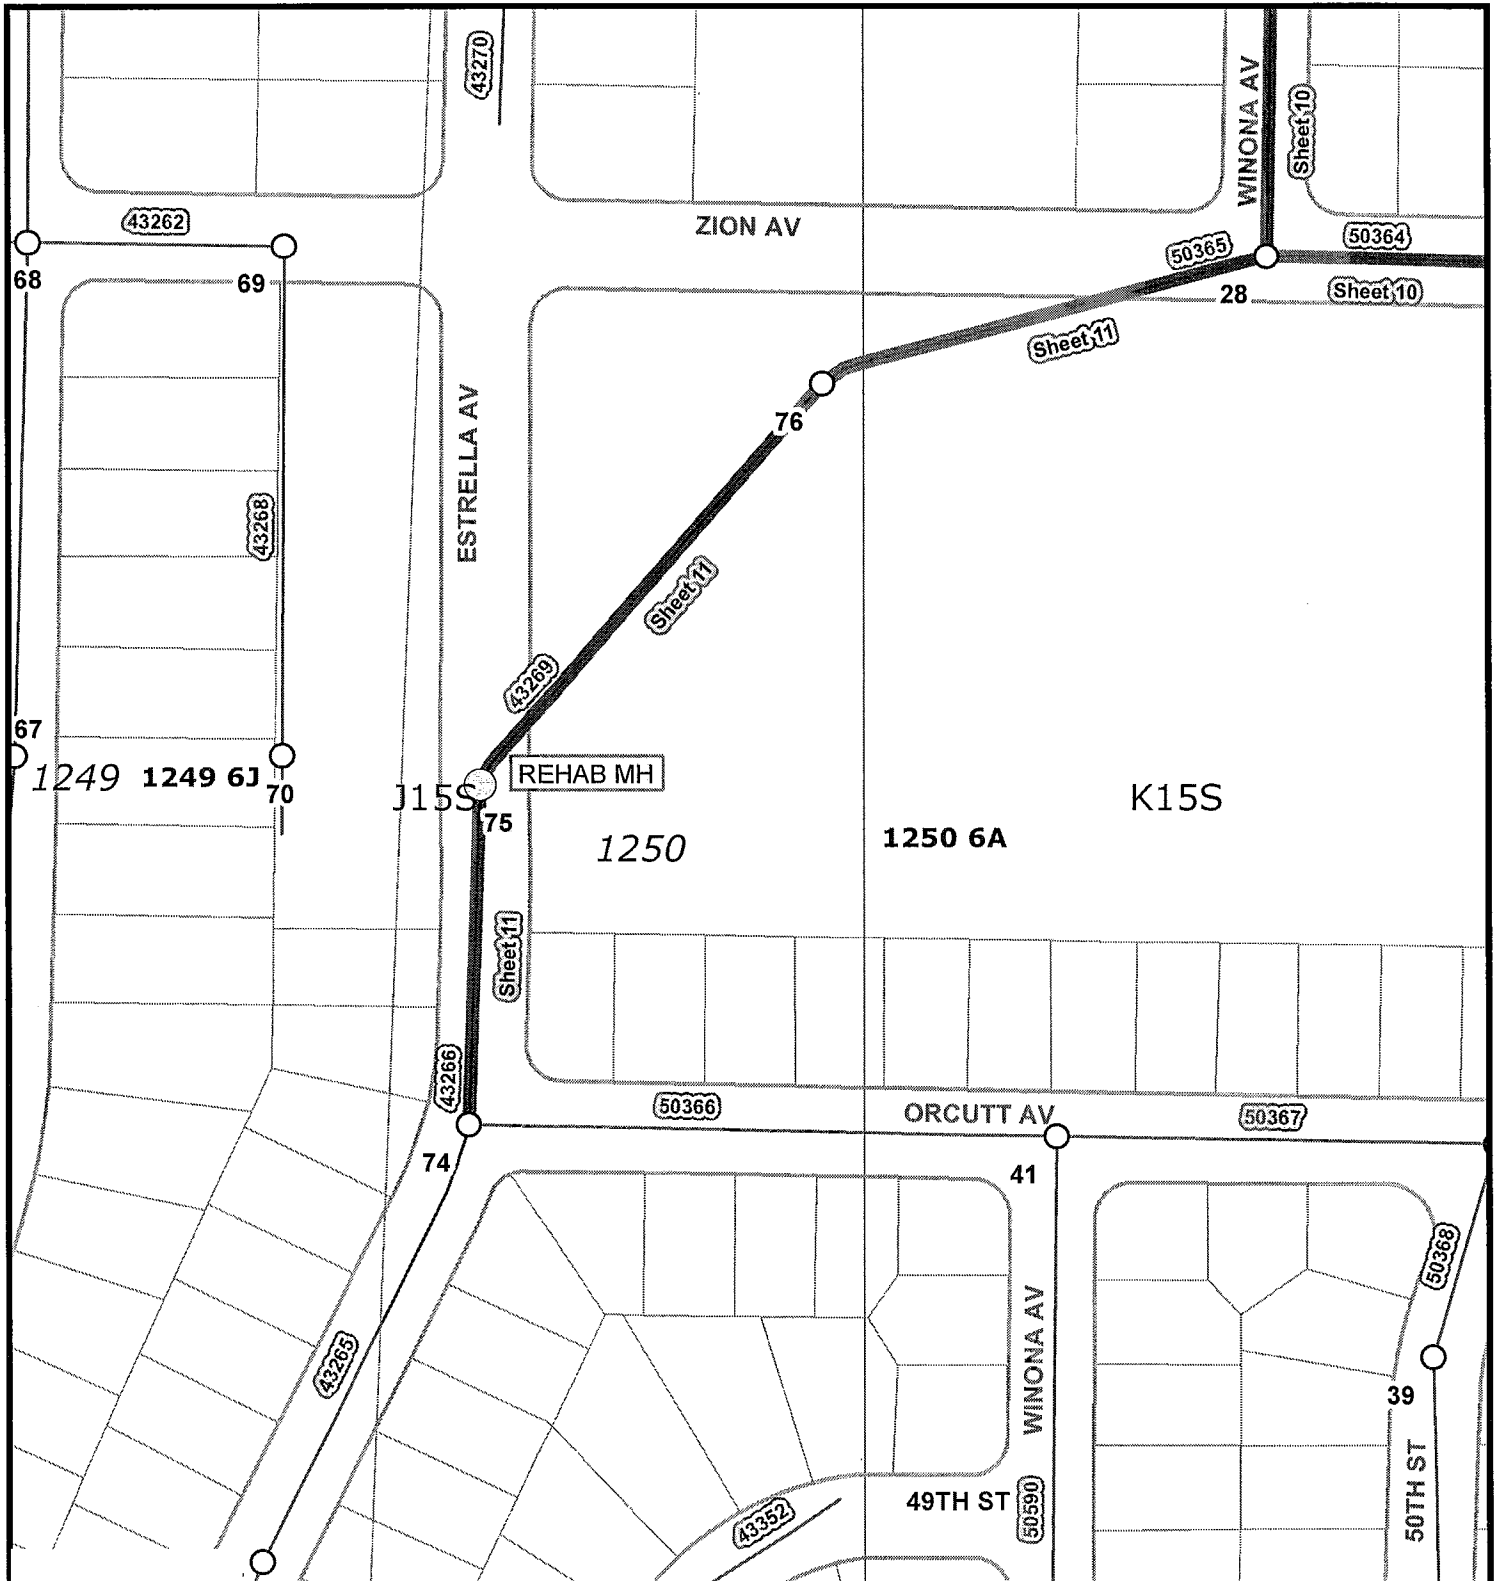 43270
WINONA AV
Sheet 10
43262
ZION AV
50365
50364
68
69
28
Sheet 10
Sheet 11
76
ESTRELLA AV
43268
Sheet 11
43269
67
1249
1249 6J
70
J15S
REHAB MH
75
1250
1250 6A
K15S
Sheet 11
43266
50366
ORCUTT AV
50367
74
41
50368
43265
WINONA AV
39
49TH ST
50590
43352
50TH ST